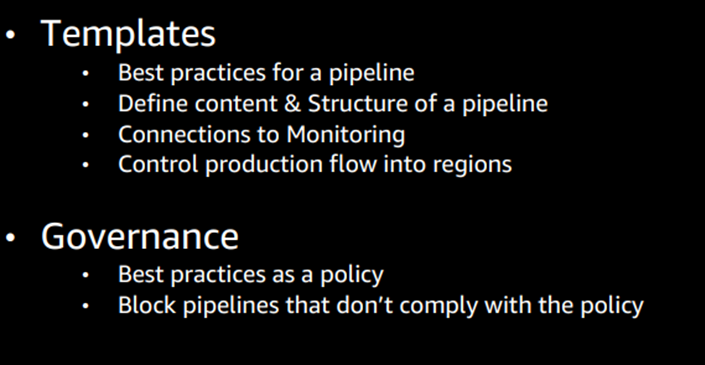 • Templates
• Best practices for a pipeline
• Define content & Structure of a pipeline
• Connections to Monitoring
• Control production flow into regions
• Governance
• Best practices as a policy
• Block pipelines that don’t comply with the policy